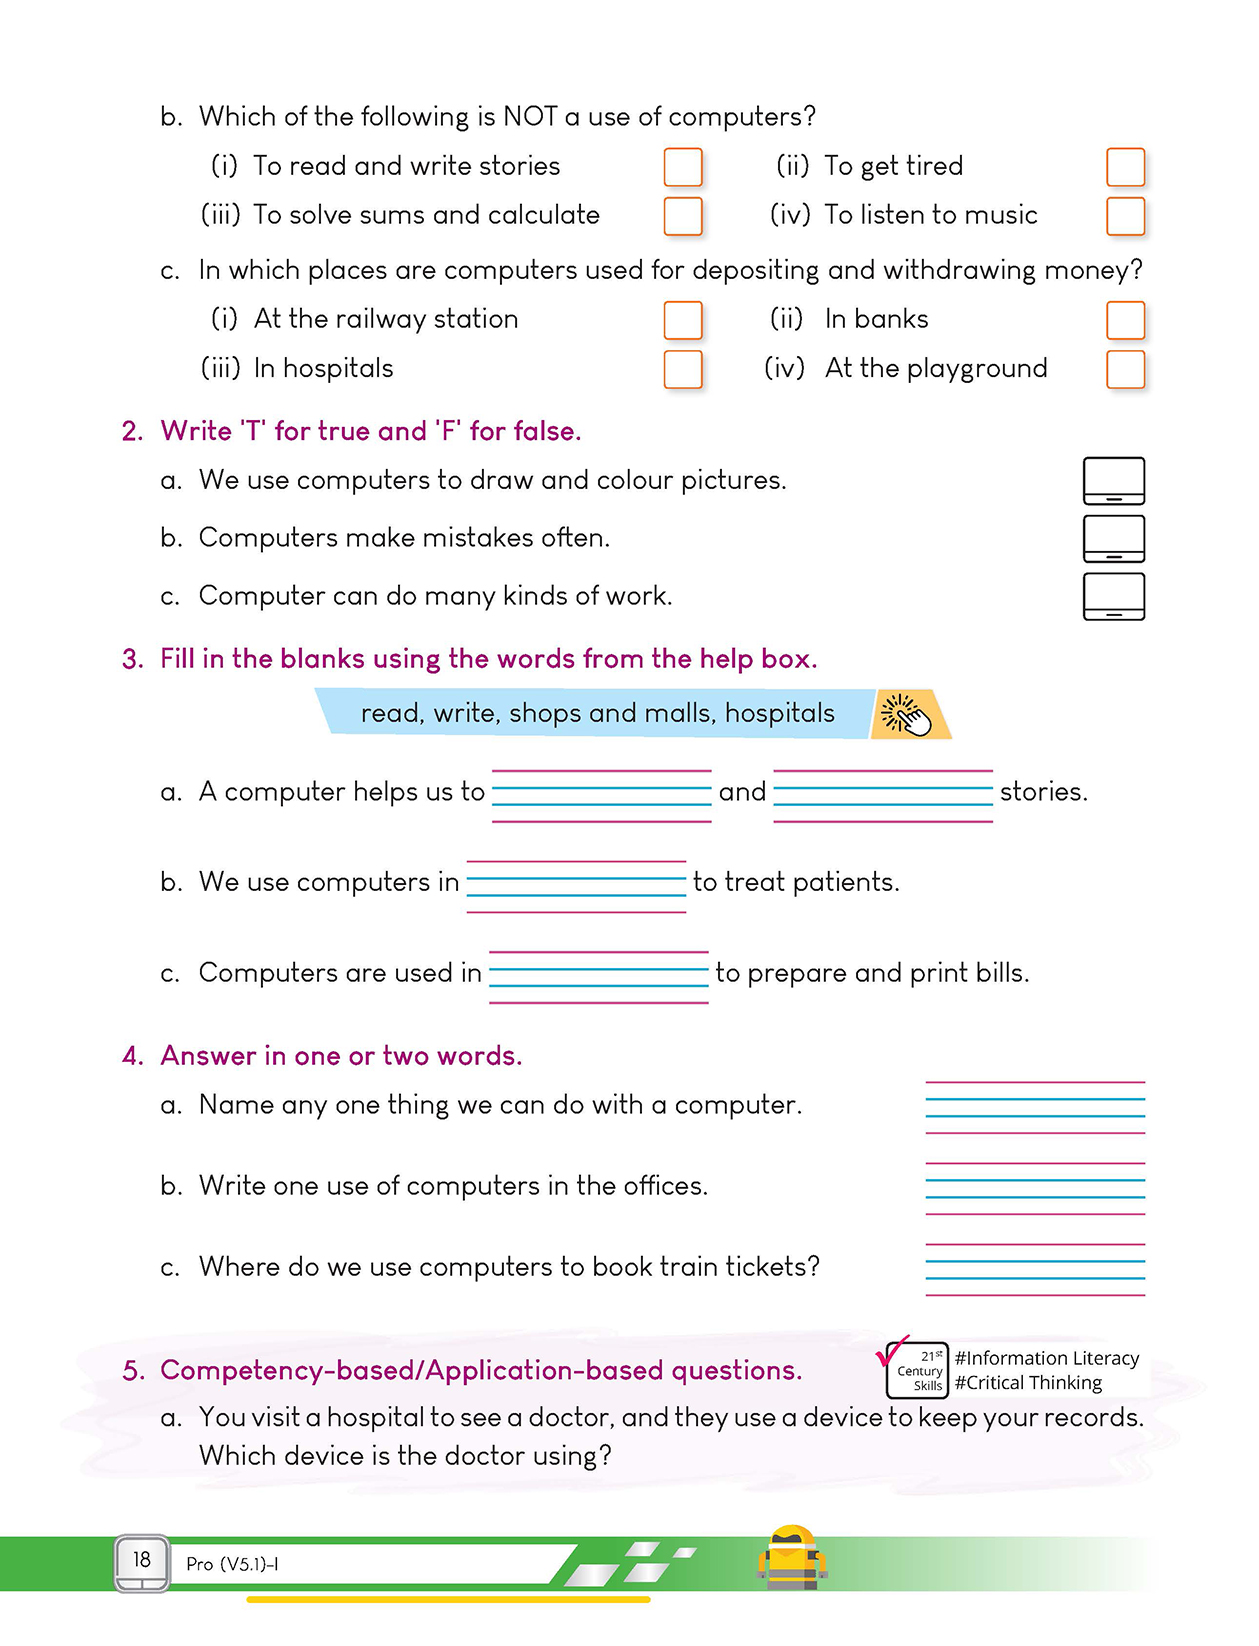 b. Which of the following is NOT a use of computers?
(i) To read and write stories (ii) To get tired
(iii) To solve sums and calculate (iv) To listen to music
c. In which places are computers used for depositing and withdrawing money?
(i) At the railway station (ii) In banks
(iii) In hospitals (iv) At the playground
2. Write 'T' for true and 'F' for false.
a. We use computers to draw and colour pictures.
b. Computers make mistakes often.
c. Computer can do many kinds of work.
3. Fill in the blanks using the words from the help box.
read, write, shops and malls, hospitals
a. A computer helps us to and stories.
b. We use computers in to treat patients.
c. Computers are used in to prepare and print bills.
4. Answer in one or two words.
a. Name any one thing we can do with a computer.
b. Write one use of computers in the offices.
c. Where do we use computers to book train tickets?
5. Competency-based/Application-based questions.
21st
Century
Skills
#Information Literacy
#Critical Thinking
a. You visit a hospital to see a doctor, and they use a device to keep your records.
Which device is the doctor using?
18 Pro (V5.1)-I